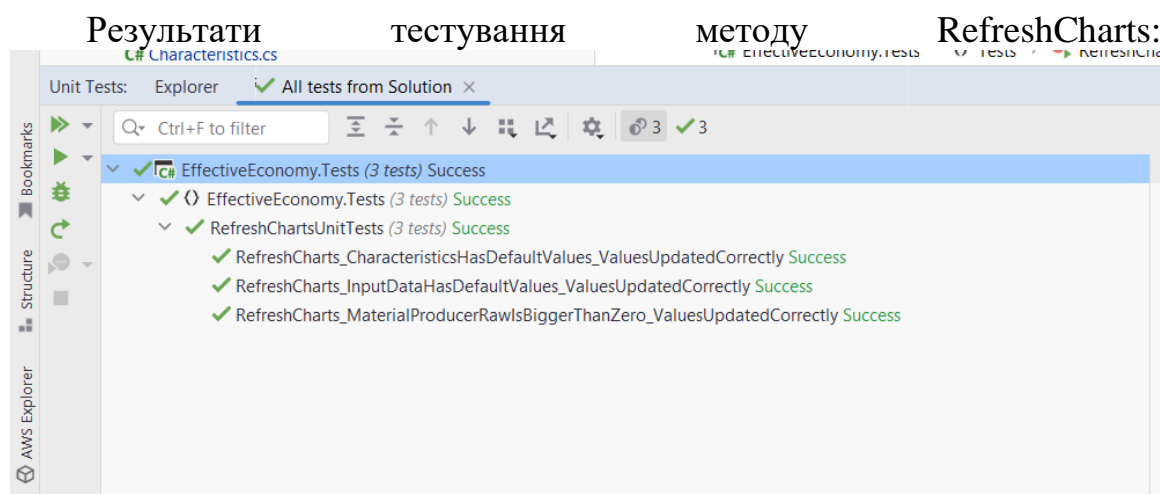 Результати тестування методу RefreshCharts:
C# Characteristics.cs C# EffectiveEconomy.Tests Tests
Unit Tests: Explorer All tests from Solution ×
Ctrl+F to filter 3 3
Bookmarks
C# EffectiveEconomy.Tests (3 tests) Success
EffectiveEconomy.Tests (3 tests) Success
RefreshChartsUnitTests (3 tests) Success
RefreshCharts_CharacteristicsHasDefaultValues_ValuesUpdatedCorrectly Success
Structure
RefreshCharts_InputDataHasDefaultValues_ValuesUpdatedCorrectly Success
RefreshCharts_MaterialProducerRawIsBiggerThanZero_ValuesUpdatedCorrectly Success
AWS Explorer